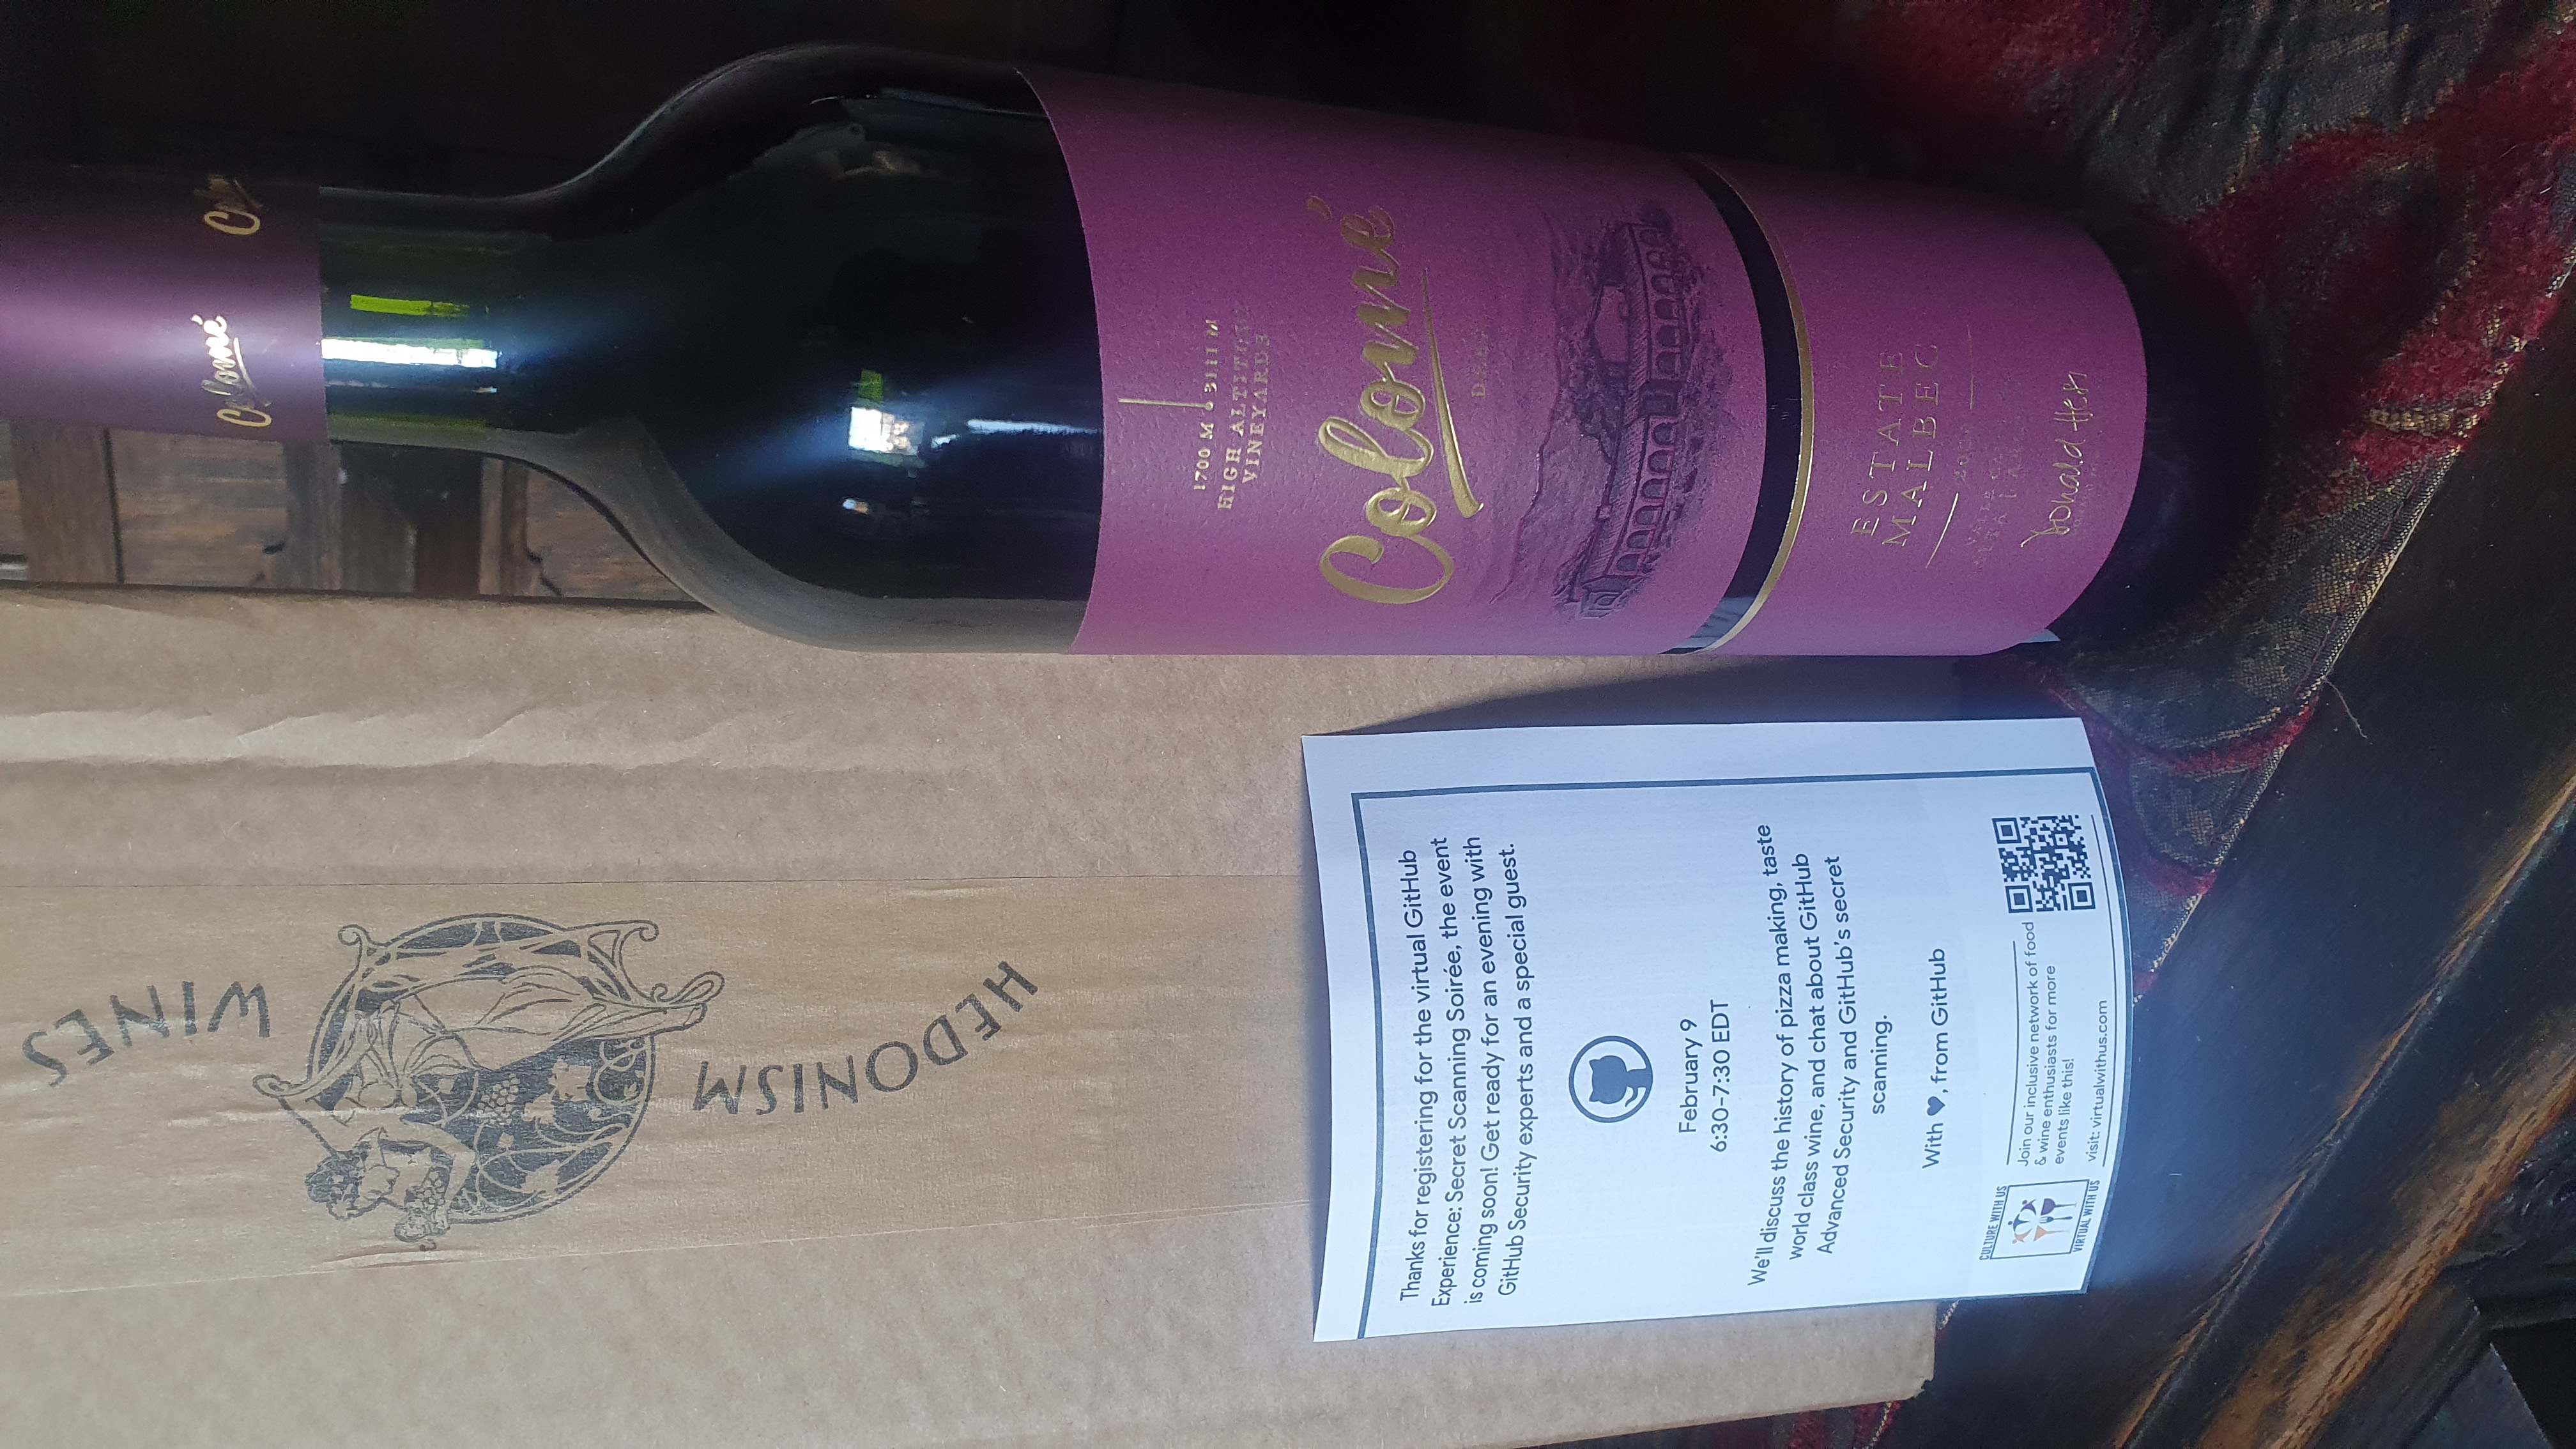 HEDONISM WINES
Colomé
1700 M 3111 M
HIGH ALTITUDE
VINEYARDS
Colomé
ESTATE
MALBEC
Donald Hess
Thanks for registering for the virtual GitHub
Experience: Secret Scanning Soirée, the event
is coming soon! Get ready for an evening with
GitHub Security experts and a special guest.
February 9
6:30-7:30 EDT
We'll discuss the history of pizza making, taste
world class wine, and chat about GitHub
Advanced Security and GitHub's secret
scanning.
With ♥, from GitHub
CULTURE WITH US
VIRTUAL WITH US
Join our inclusive network of food
& wine enthusiasts for more
events like this!
visit: virtualwithus.com